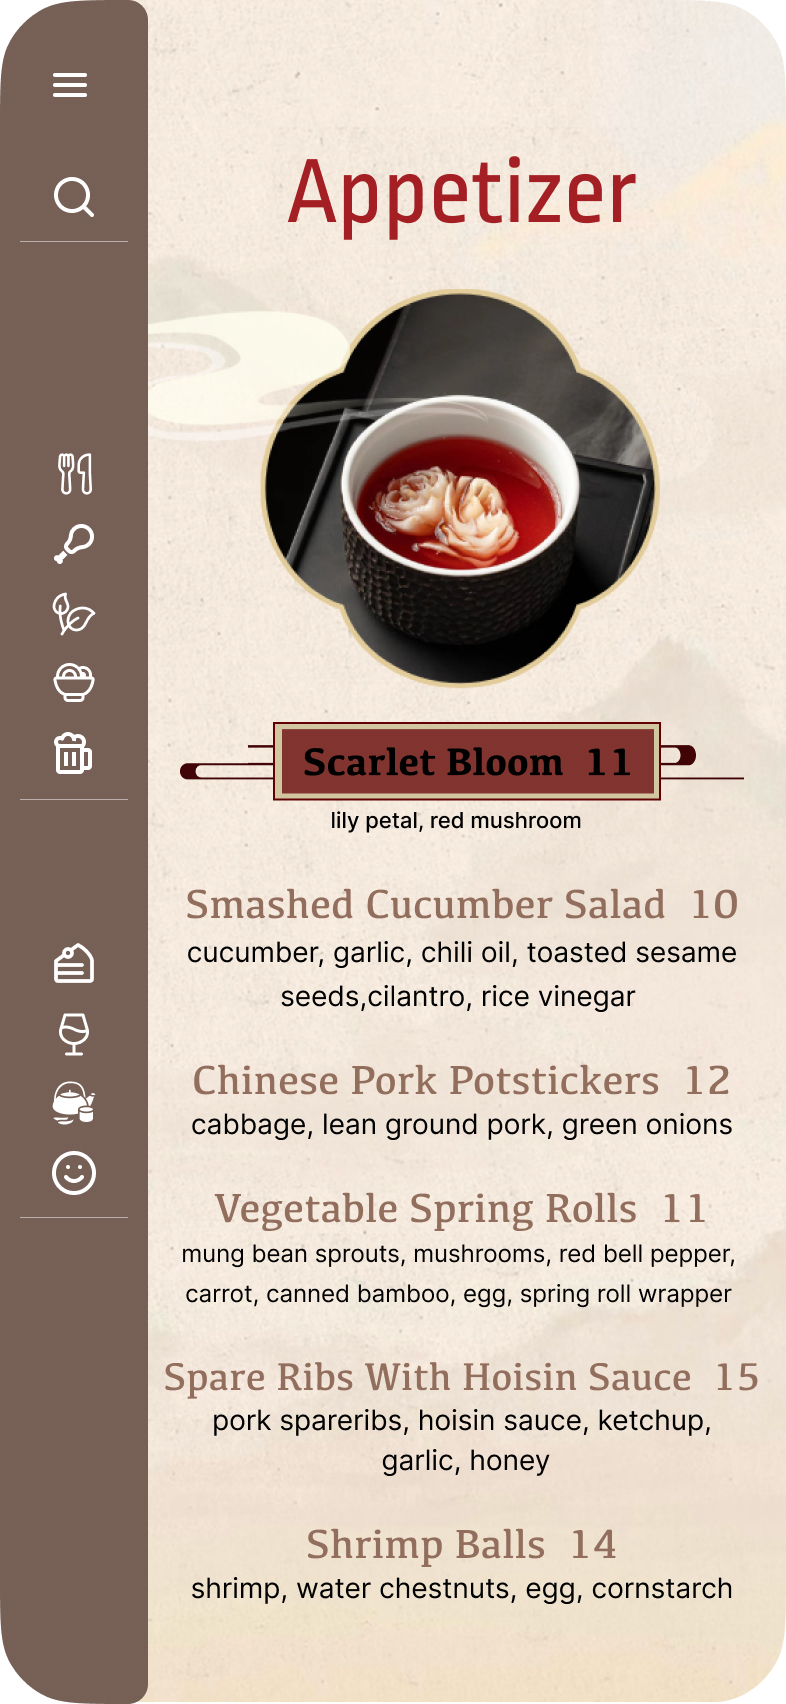 Appetizer
Scarlet Bloom 11
lily petal, red mushroom
Smashed Cucumber Salad 10
cucumber, garlic, chili oil, toasted sesame
seeds,cilantro, rice vinegar
Chinese Pork Potstickers 12
cabbage, lean ground pork, green onions
Vegetable Spring Rolls 11
mung bean sprouts, mushrooms, red bell pepper,
carrot, canned bamboo, egg, spring roll wrapper
Spare Ribs With Hoisin Sauce 15
pork spareribs, hoisin sauce, ketchup,
garlic, honey
Shrimp Balls 14
shrimp, water chestnuts, egg, cornstarch